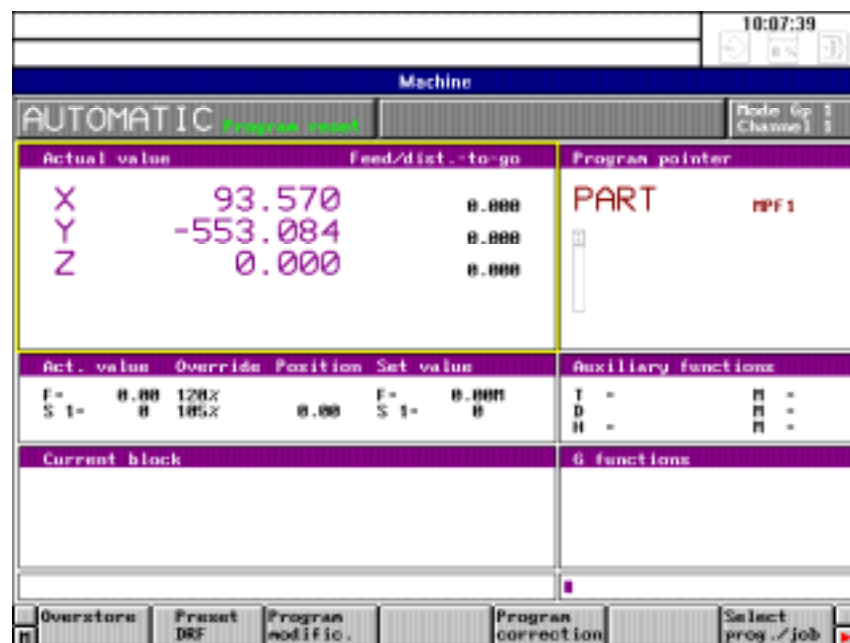 10:07:39
Machine
AUTOMATIC Program reset
Mode Gp 1
Channel 1
Actual value Feed/dist.-to-go
X 93.570 0.000
Y -553.084 0.000
Z 0.000 0.000
Program pointer
PART MPF1
Act. value Override Position Set value
F= 0.00 120% F= 0.00M
S 1= 0 105% 0.00 S 1= 0
Auxiliary functions
T = M =
D M =
H = M =
Current block
G functions
Overstore
Preset DRF
Program modific.
Program correction
Select prog./job
M